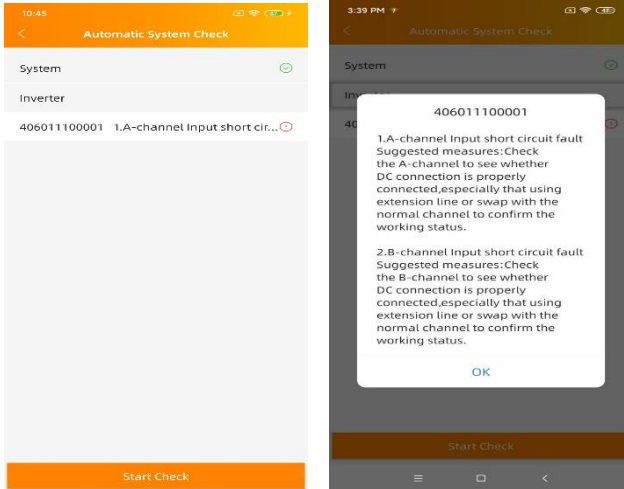 10:45
Automatic System Check
System
Inverter
406011100001 1.A-channel Input short cir...
Start Check
3:39 PM
Automatic System Check
System
406011100001
1.A-channel Input short circuit fault
Suggested measures:Check
the A-channel to see whether
DC connection is properly
connected,especially that using
extension line or swap with the
normal channel to confirm the
working status.
2.B-channel Input short circuit fault
Suggested measures:Check
the B-channel to see whether
DC connection is properly
connected,especially that using
extension line or swap with the
normal channel to confirm the
working status.
OK
Start Check